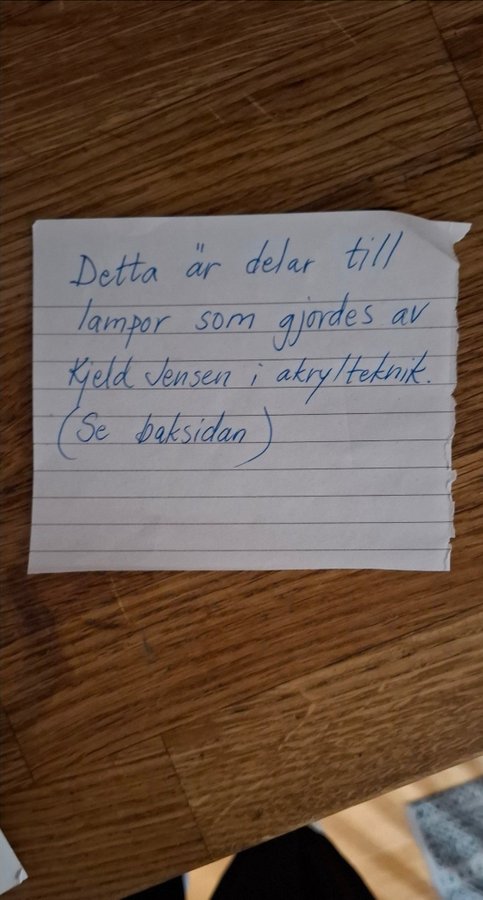 Detta är delar till
lampor som gjordes av
Kjeld Jensen i akrylteknik.
(Se baksidan)